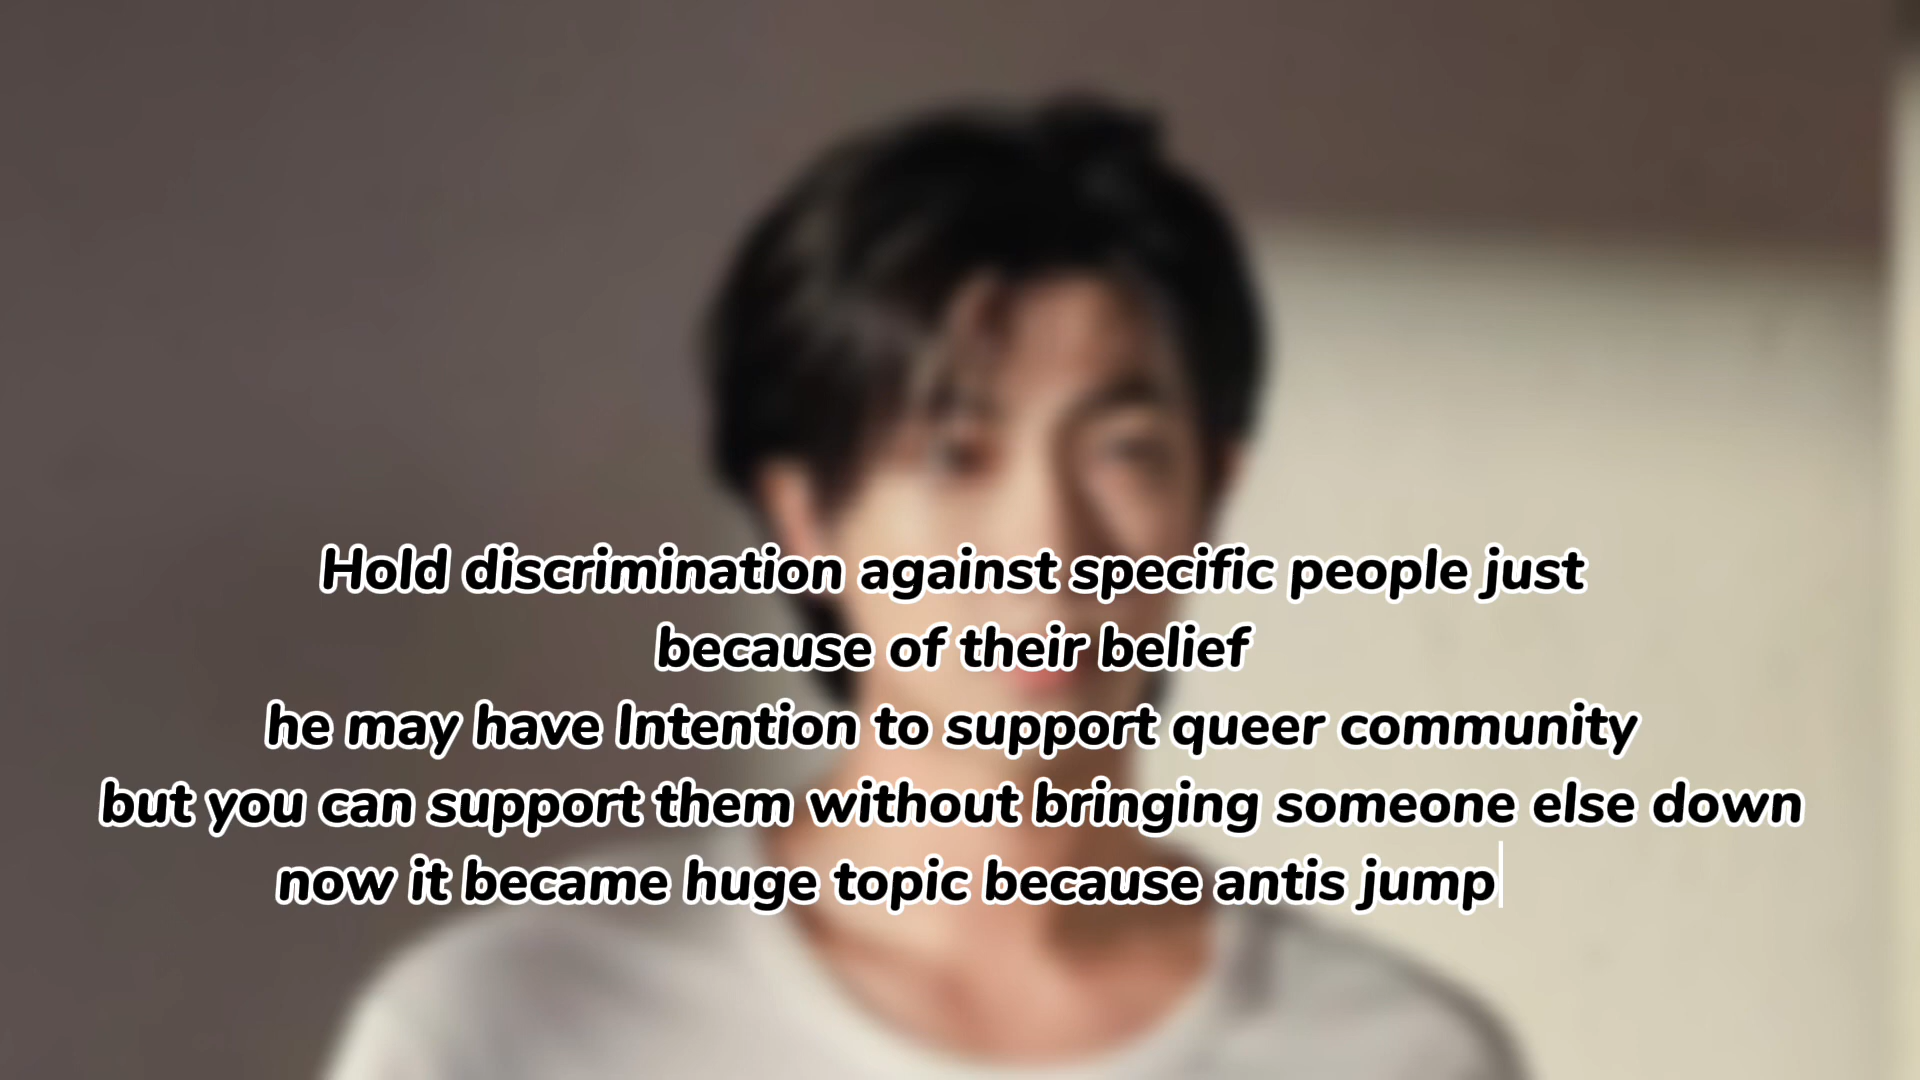 Hold discrimination against specific people just
because of their belief
he may have Intention to support queer community
but you can support them without bringing someone else down
now it became huge topic because antis jump